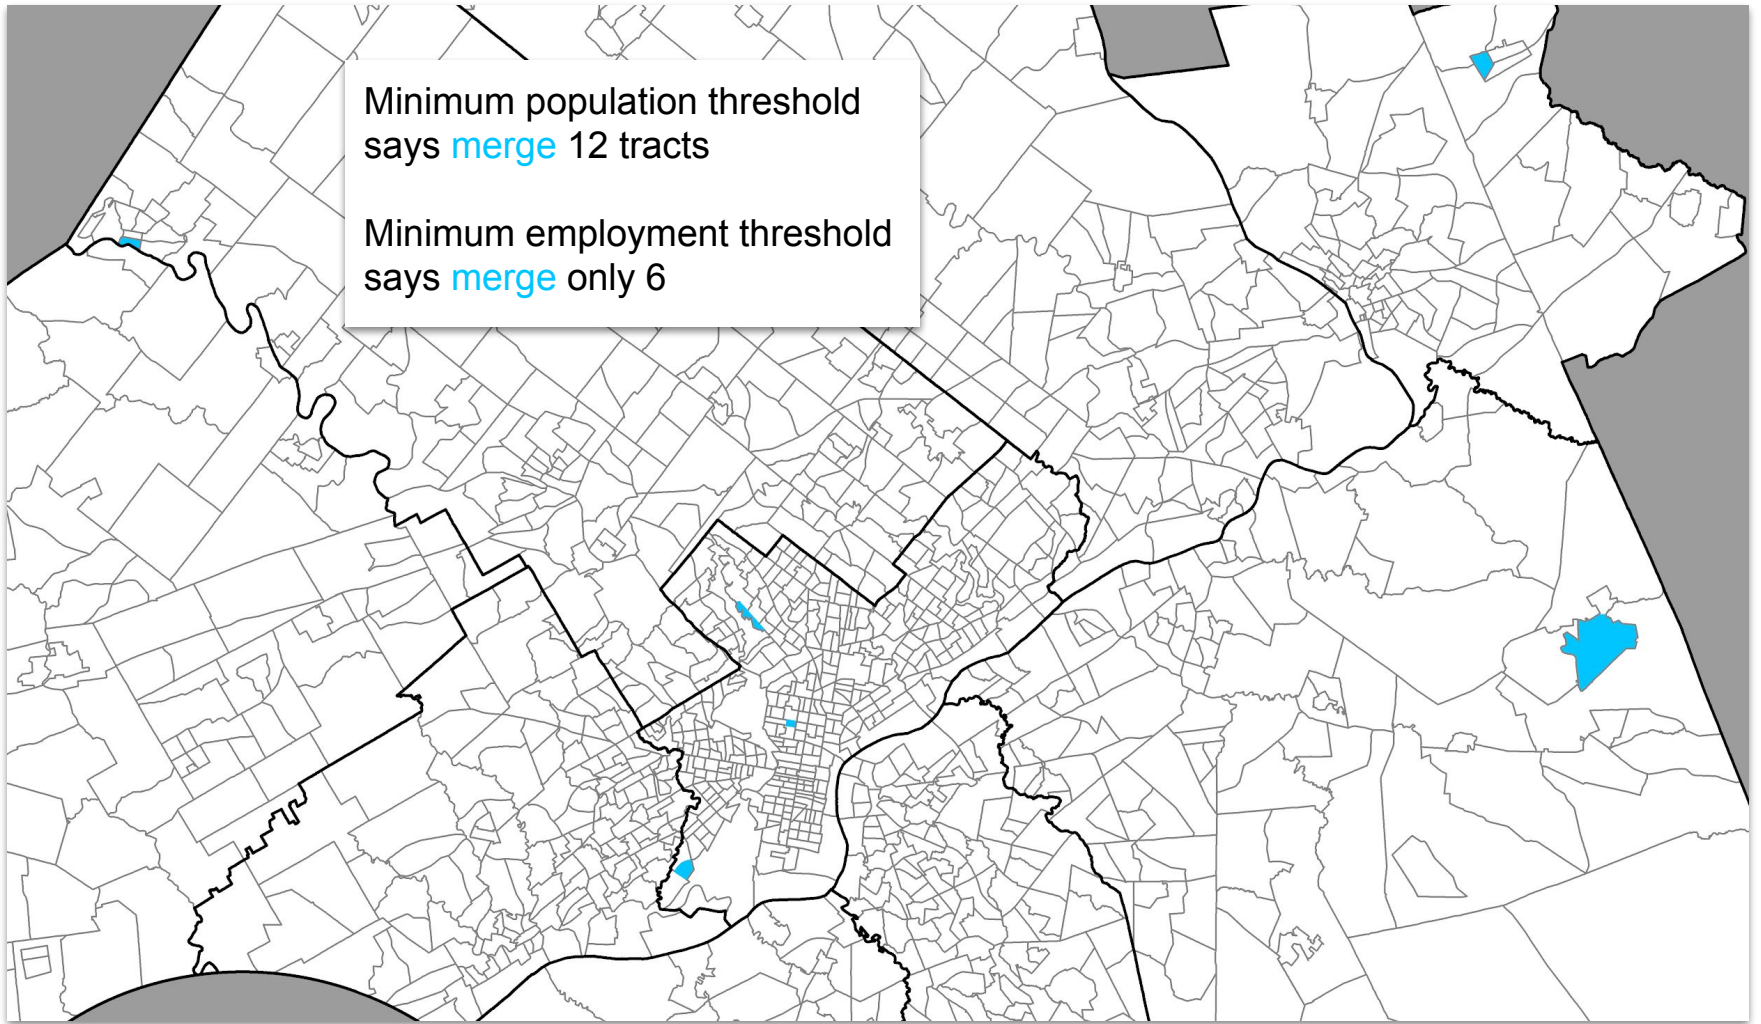 Minimum population threshold
says merge 12 tracts
Minimum employment threshold
says merge only 6